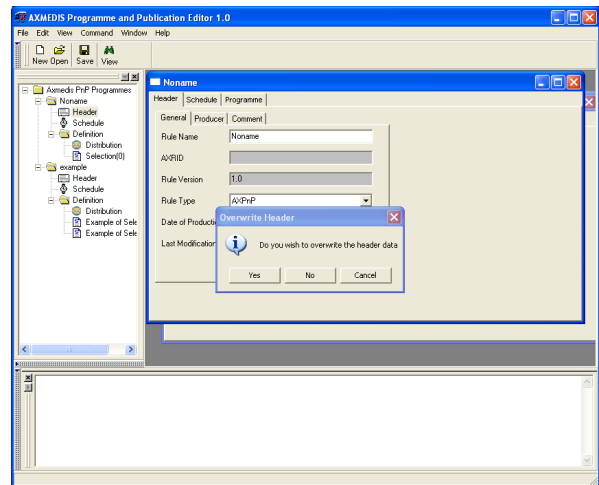 AXMEDIS Programme and Publication Editor 1.0
File Edit View Command Window Help
New Open Save View
Axmedis PnP Programmes
Noname
Header
Schedule
Definition
Distribution
Selection(0)
example
Header
Schedule
Definition
Distribution
Example of Sele
Example of Sele
Noname
Header Schedule Programme
General Producer Comment
Rule Name Noname
AXRID
Rule Version 1.0
Rule Type AXPnP
Date of Producti
Last Modification
Overwrite Header
Do you wish to overwrite the header data
Yes No Cancel